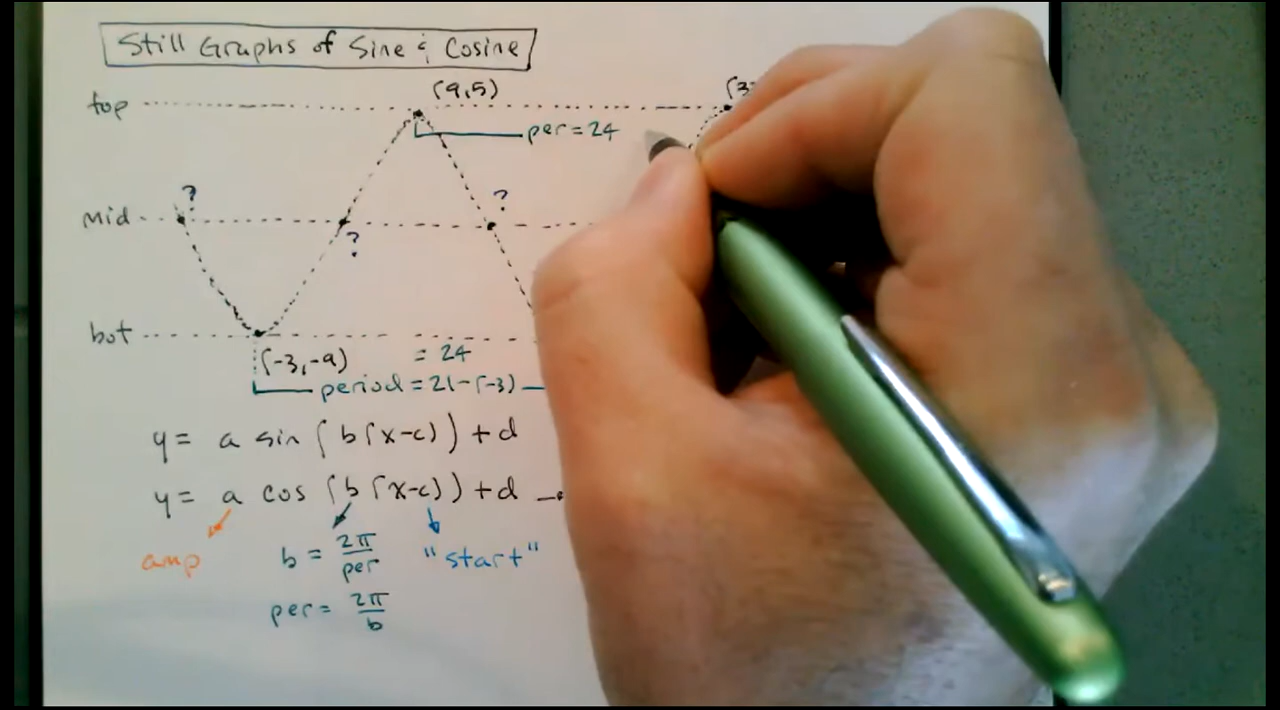 Still Graphs of Sine & Cosine
top (9,5) (3
per = 24
? ?
mid
?
bot
(-3,-9) = 24
period = 21-(-3)
y = a sin (b(x-c)) + d
y = a cos (b(x-c)) + d
amp b = 2π/per "start"
per = 2π/b